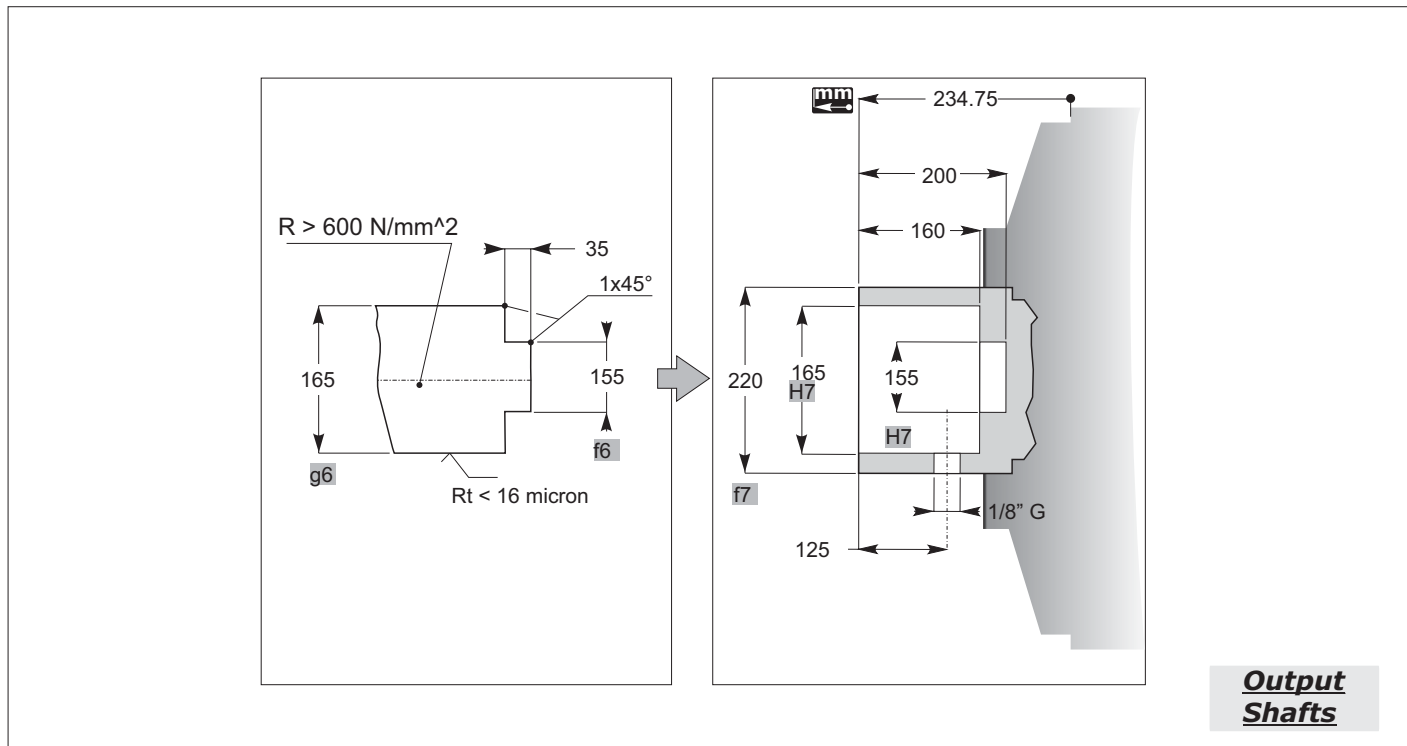 R > 600 N/mm^2
35
1x45°
165
g6
155
f6
Rt < 16 micron
mm
234.75
200
160
220
f7
165
H7
155
H7
1/8” G
125
Output
Shafts